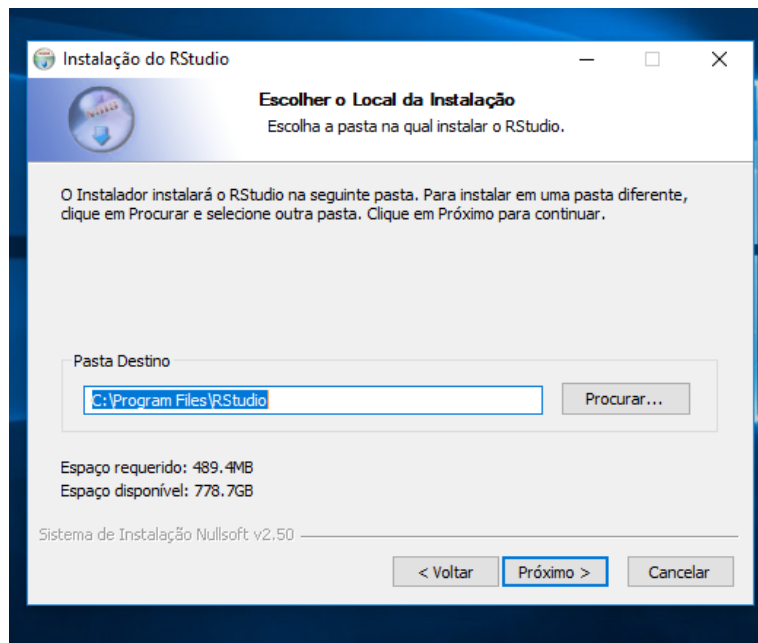 Instalação do RStudio
Escolher o Local da Instalação
Escolha a pasta na qual instalar o RStudio.
O Instalador instalará o RStudio na seguinte pasta. Para instalar em uma pasta diferente,
clique em Procurar e selecione outra pasta. Clique em Próximo para continuar.
Pasta Destino
C:\Program Files\RStudio
Procurar...
Espaço requerido: 489.4MB
Espaço disponível: 778.7GB
Sistema de Instalação Nullsoft v2.50
< Voltar
Próximo >
Cancelar